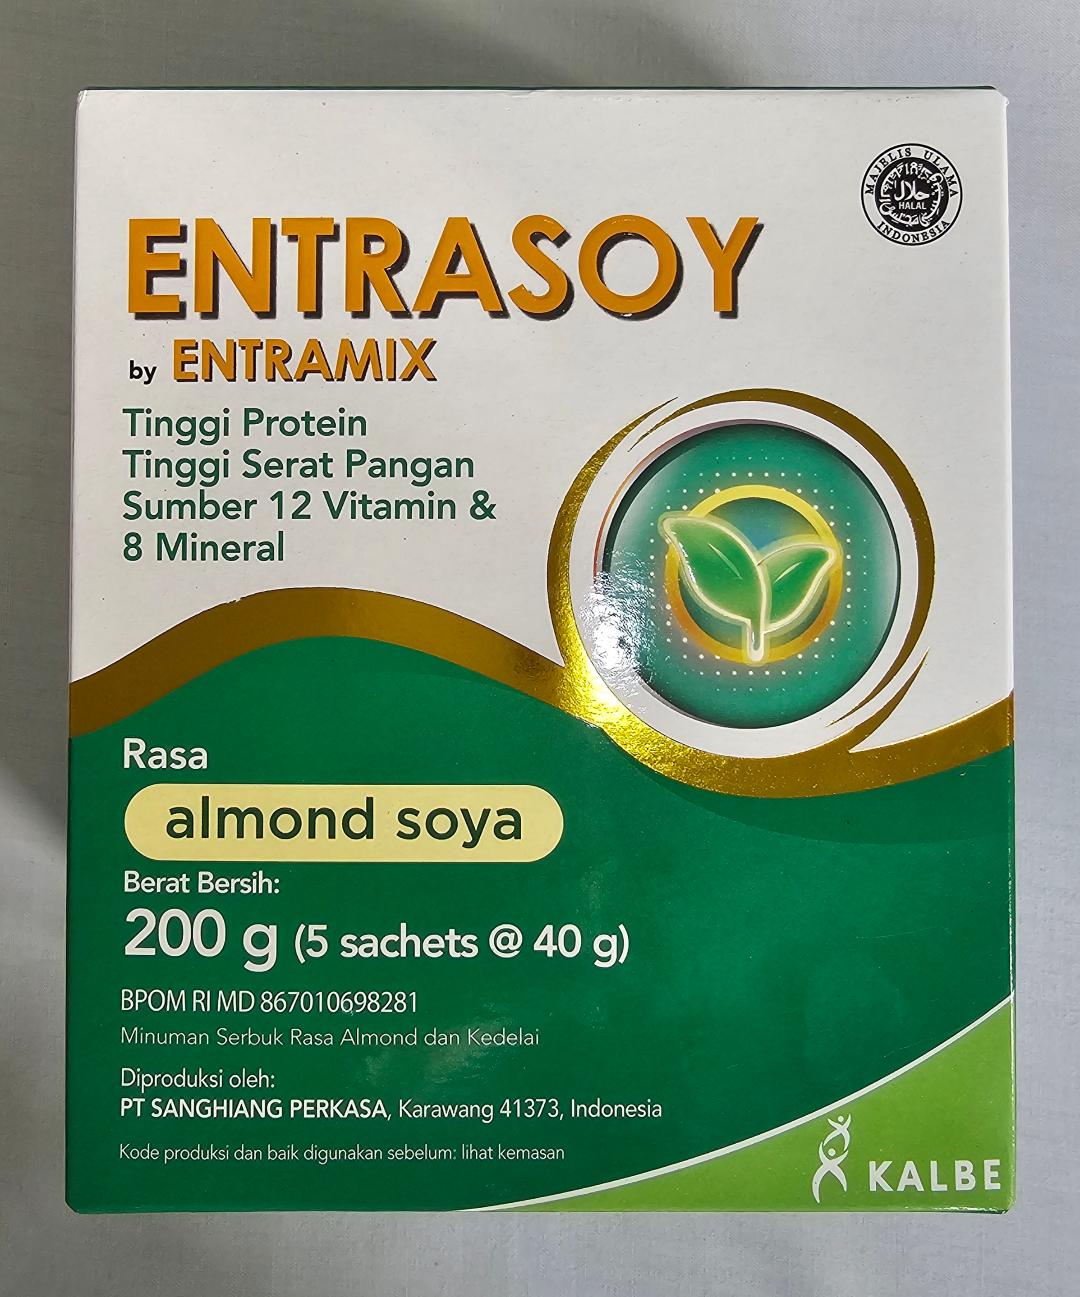 MAJELIS ULAMA
حلال
HALAL
INDONESIA
ENTRASOY
by ENTRAMIX
Tinggi Protein
Tinggi Serat Pangan
Sumber 12 Vitamin &
8 Mineral
Rasa
almond soya
Berat Bersih:
200 g (5 sachets @ 40 g)
BPOM RI MD 867010698281
Minuman Serbuk Rasa Almond dan Kedelai
Diproduksi oleh:
PT SANGHIANG PERKASA, Karawang 41373, Indonesia
Kode produksi dan baik digunakan sebelum: lihat kemasan
KALBE